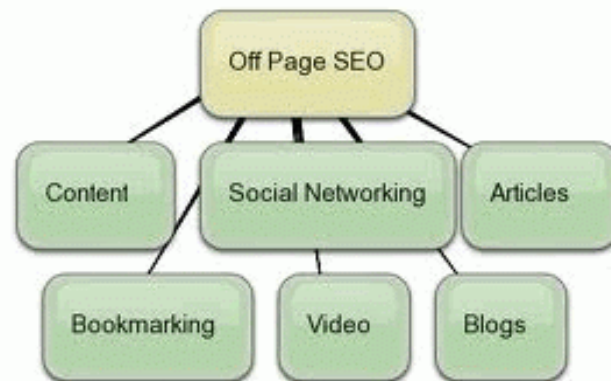 Off Page SEO
Content
Social Networking
Articles
Bookmarking
Video
Blogs